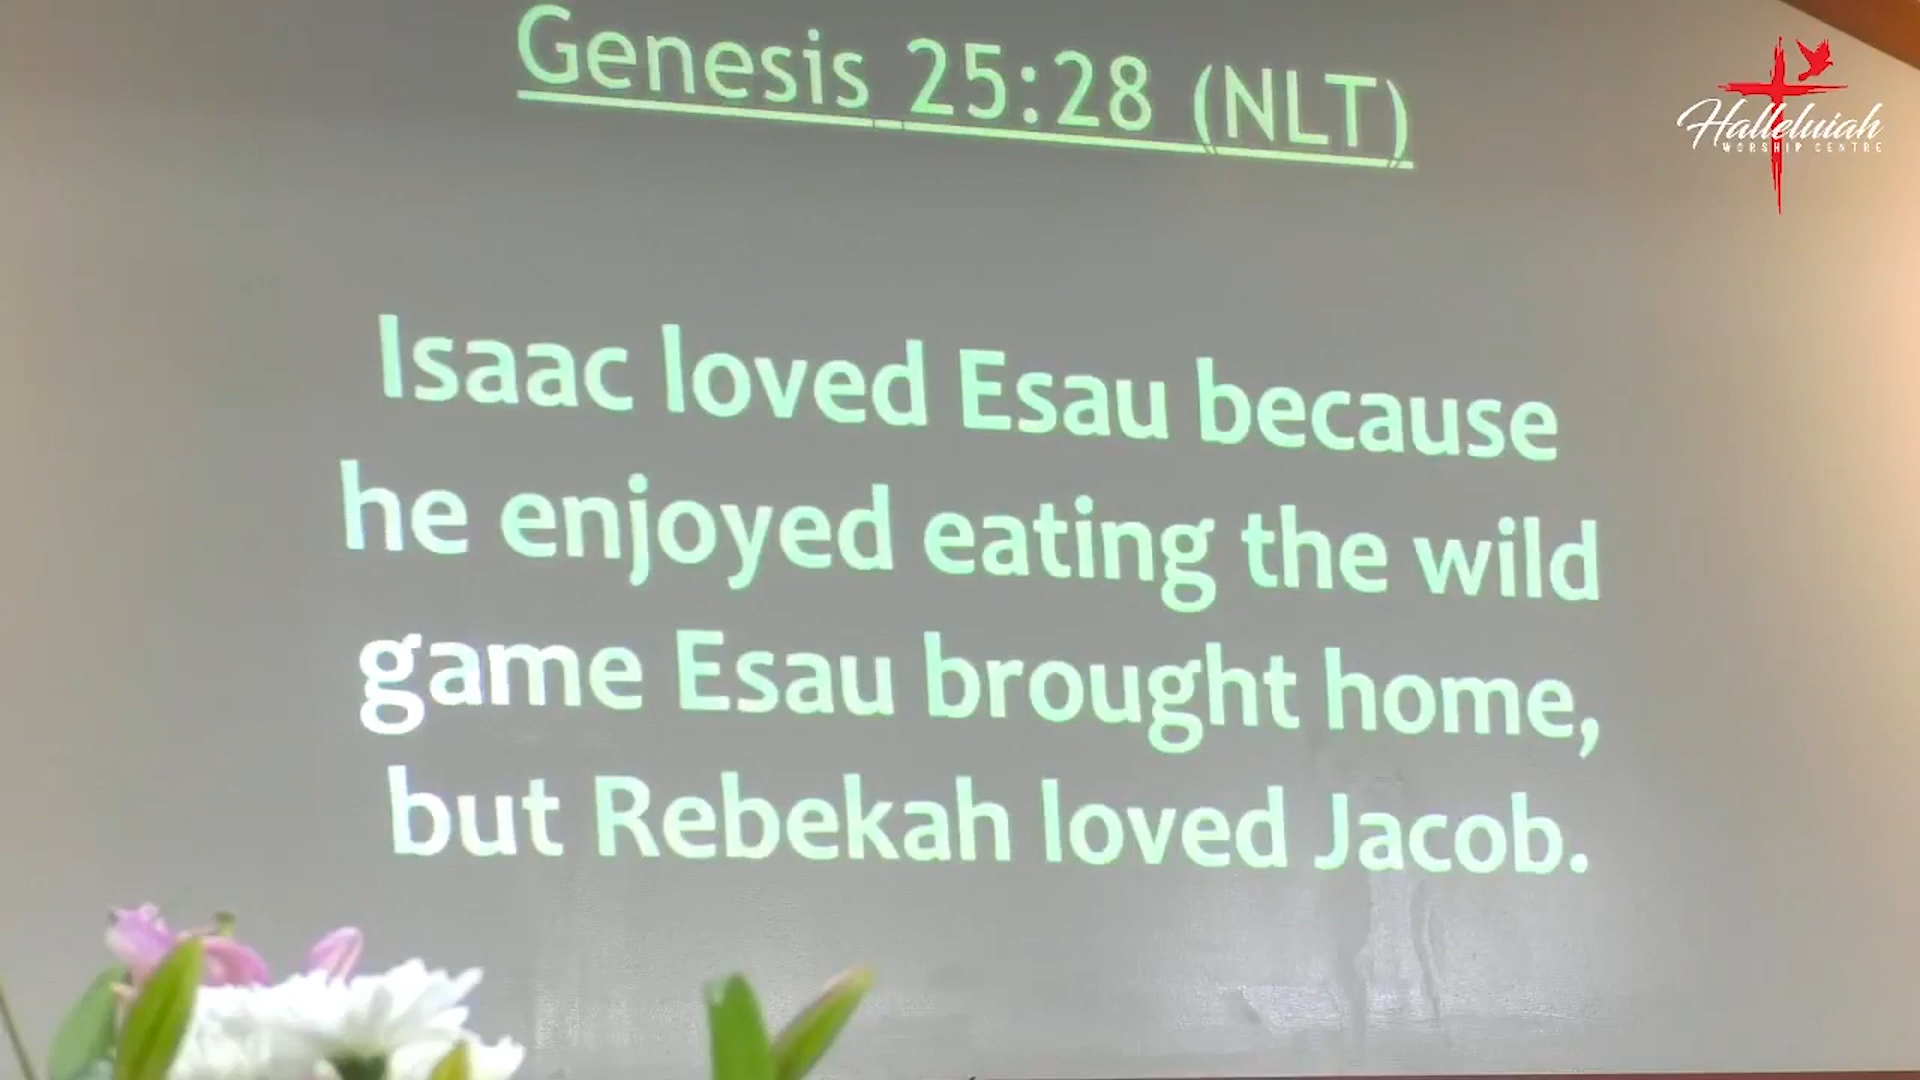 Genesis 25:28 (NLT)
Halleluiah
WORSHIP CENTRE
Isaac loved Esau because
he enjoyed eating the wild
game Esau brought home,
but Rebekah loved Jacob.